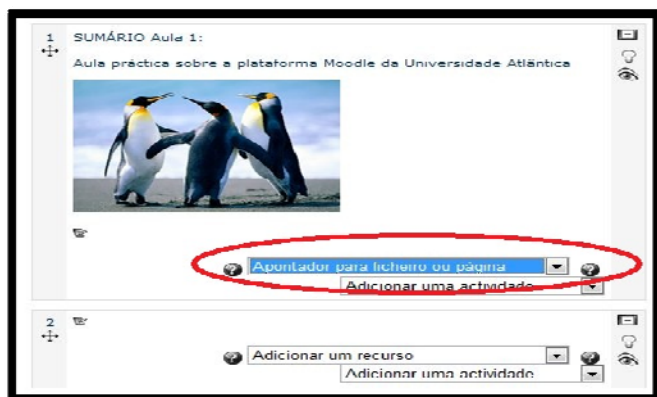 1 SUMÁRIO Aula 1:
Aula práctica sobre a plataforma Moodle da Universidade Atlântica
Apontador para ficheiro ou página
Adicionar uma actividade
2
Adicionar um recurso
Adicionar uma actividade